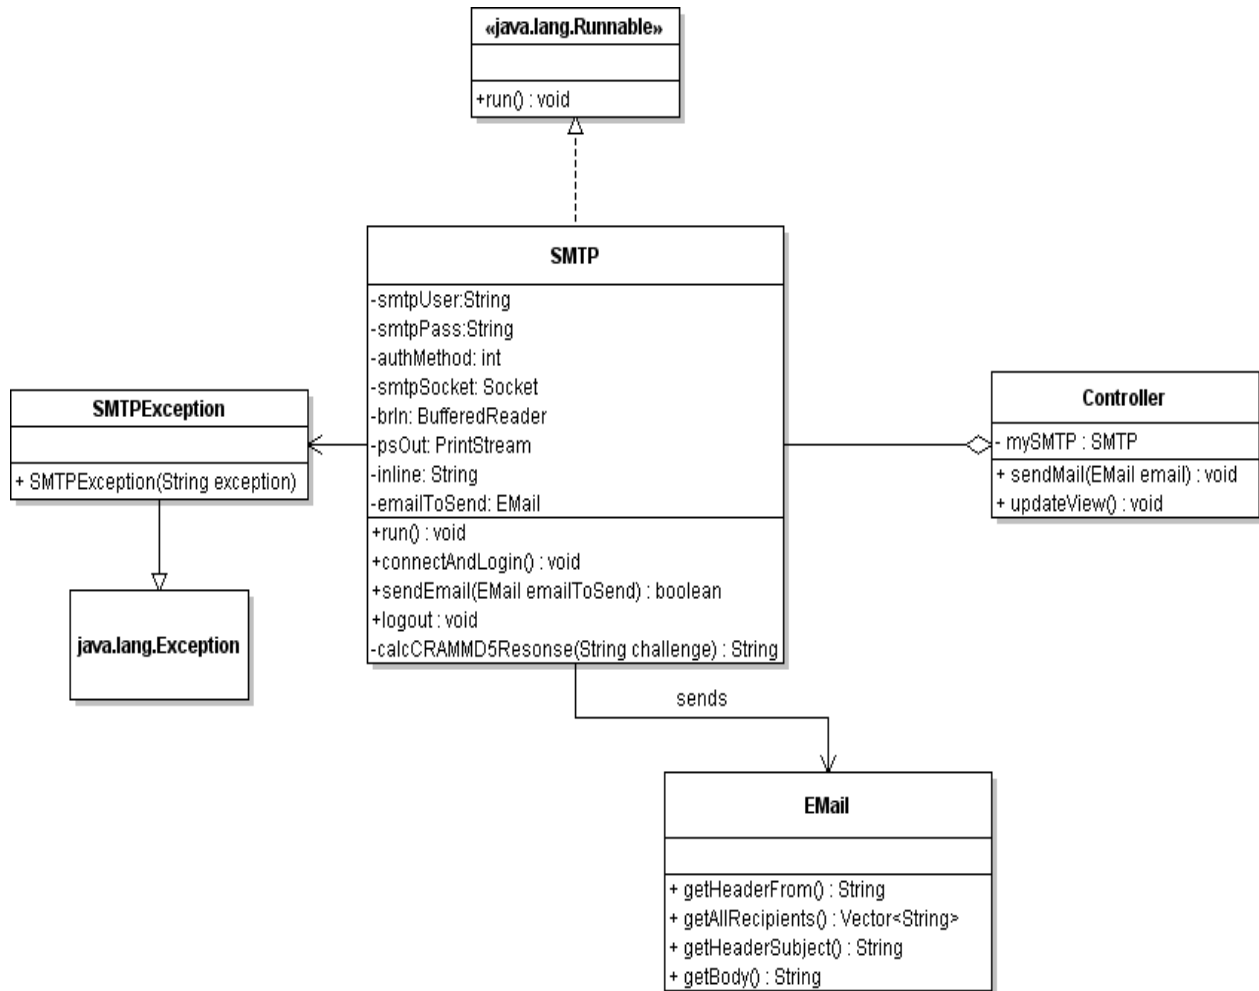 «java.lang.Runnable»
+run() : void
SMTP
-smtpUser:String
-smtpPass:String
-authMethod: int
-smtpSocket: Socket
-brIn: BufferedReader
-psOut: PrintStream
-inline: String
-emailToSend: EMail
+run() : void
+connectAndLogin() : void
+sendEmail(EMail emailToSend) : boolean
+logout : void
-calcCRAMMD5Resonse(String challenge) : String
SMTPException
+ SMTPException(String exception)
java.lang.Exception
Controller
- mySMTP : SMTP
+ sendMail(EMail email) : void
+ updateView() : void
sends
EMail
+ getHeaderFrom() : String
+ getAllRecipients() : Vector<String>
+ getHeaderSubject() : String
+ getBody() : String